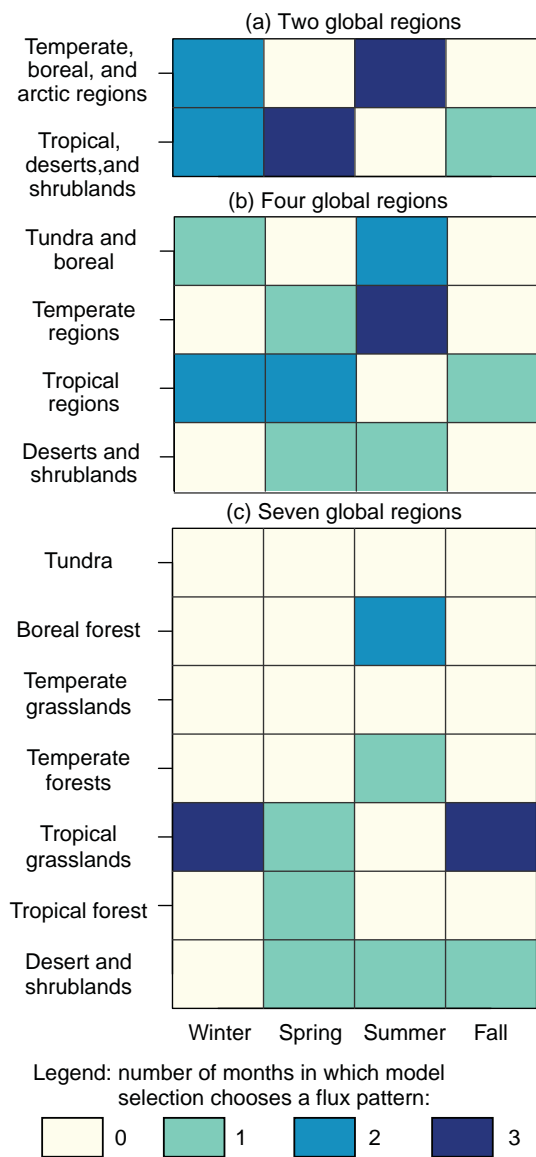 (a) Two global regions
Temperate,
boreal, and
arctic regions
Tropical,
deserts,and
shrublands
(b) Four global regions
Tundra and
boreal
Temperate
regions
Tropical
regions
Deserts and
shrublands
(c) Seven global regions
Tundra
Boreal forest
Temperate
grasslands
Temperate
forests
Tropical
grasslands
Tropical forest
Desert and
shrublands
Winter Spring Summer Fall
Legend: number of months in which model
selection chooses a flux pattern:
0 1 2 3